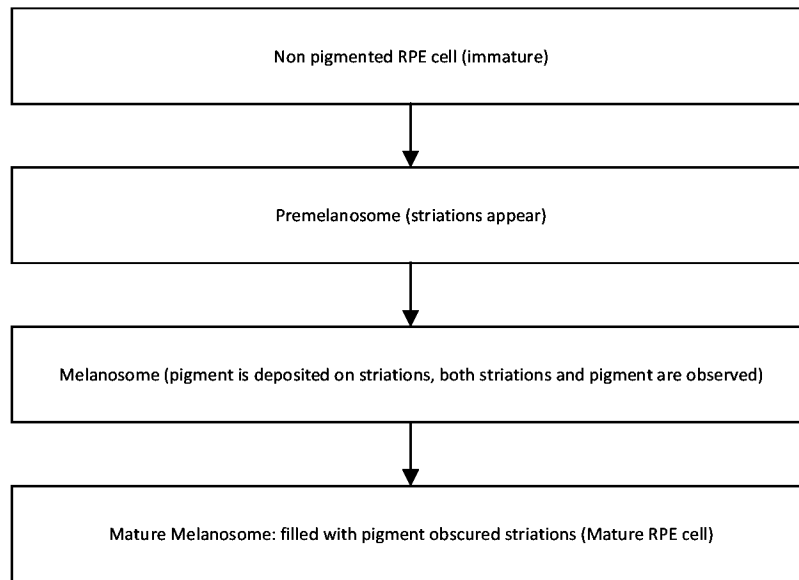 Non pigmented RPE cell (immature)
Premelanosome (striations appear)
Melanosome (pigment is deposited on striations, both striations and pigment are observed)
Mature Melanosome: filled with pigment obscured striations (Mature RPE cell)